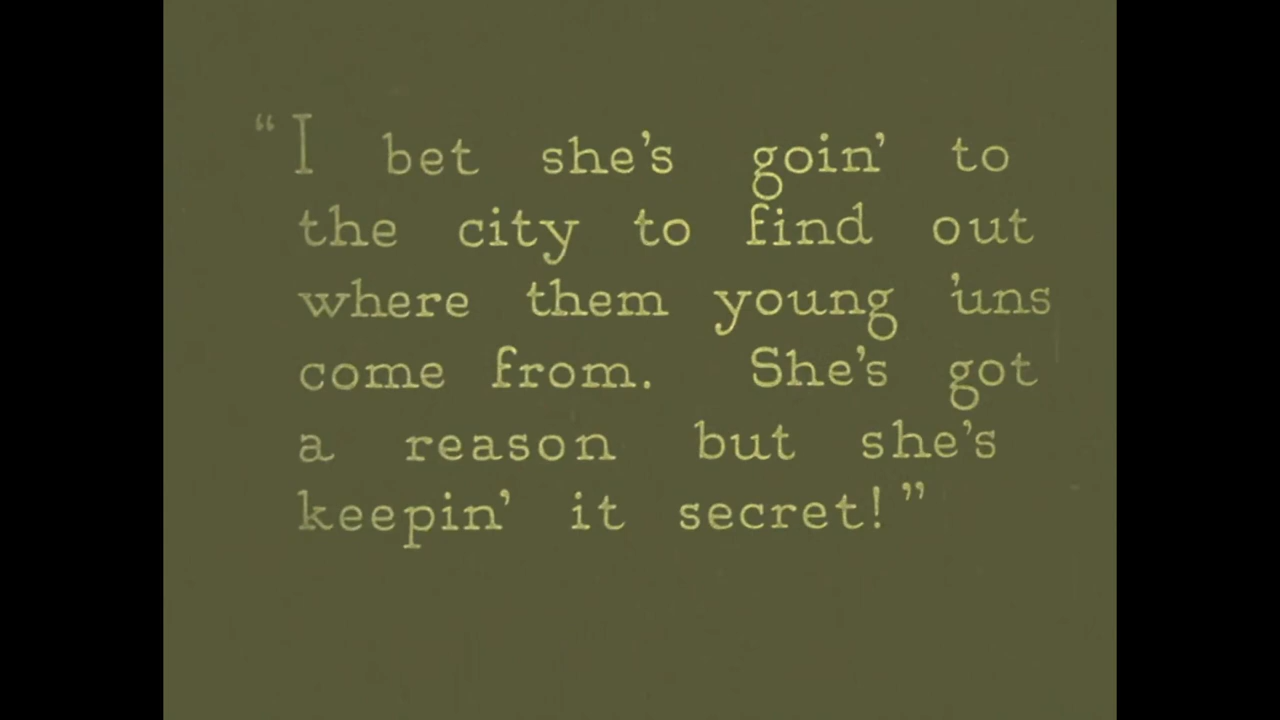 “I bet she’s goin’ to
the city to find out
where them young ’uns
come from. She’s got
a reason but she’s
keepin’ it secret!”